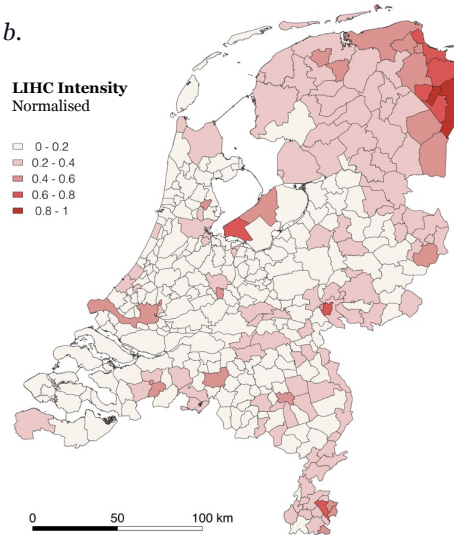 b.
LIHC Intensity
Normalised
0 - 0.2
0.2 - 0.4
0.4 - 0.6
0.6 - 0.8
0.8 - 1
0 50 100 km